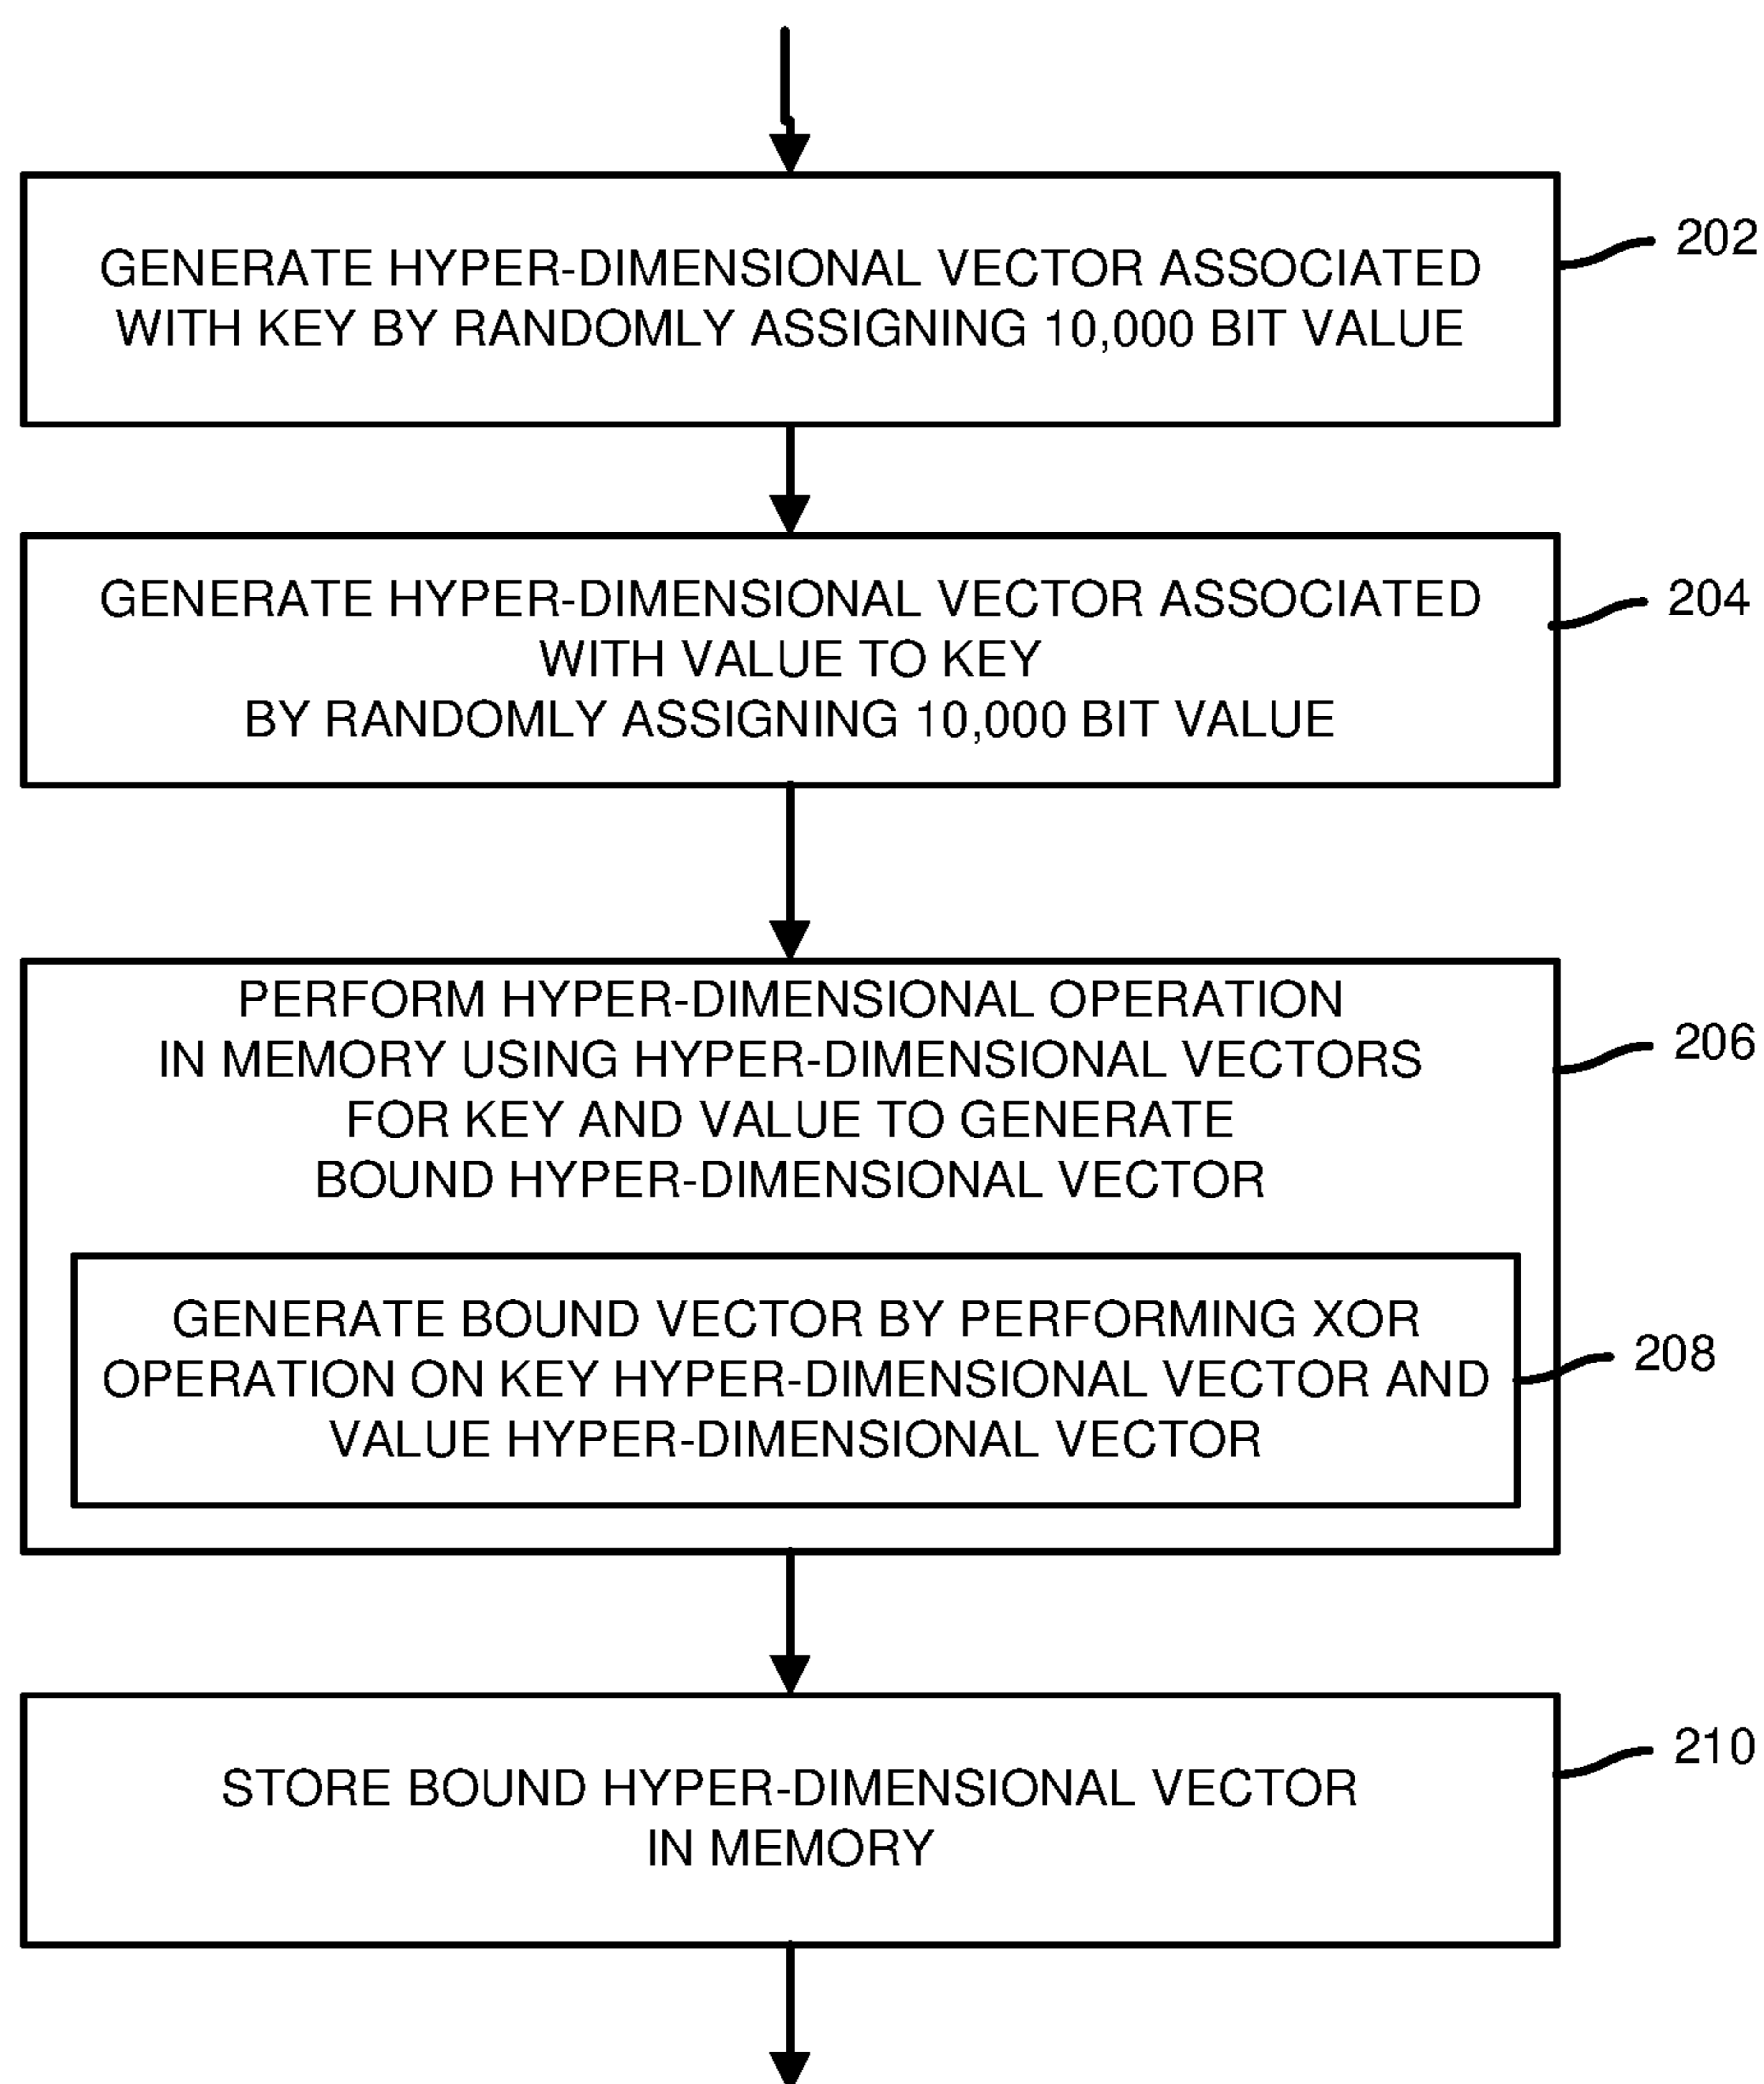 GENERATE HYPER-DIMENSIONAL VECTOR ASSOCIATED
WITH KEY BY RANDOMLY ASSIGNING 10,000 BIT VALUE
202
GENERATE HYPER-DIMENSIONAL VECTOR ASSOCIATED
WITH VALUE TO KEY
BY RANDOMLY ASSIGNING 10,000 BIT VALUE
204
PERFORM HYPER-DIMENSIONAL OPERATION
IN MEMORY USING HYPER-DIMENSIONAL VECTORS
FOR KEY AND VALUE TO GENERATE
BOUND HYPER-DIMENSIONAL VECTOR
206
GENERATE BOUND VECTOR BY PERFORMING XOR
OPERATION ON KEY HYPER-DIMENSIONAL VECTOR AND
VALUE HYPER-DIMENSIONAL VECTOR
208
STORE BOUND HYPER-DIMENSIONAL VECTOR
IN MEMORY
210